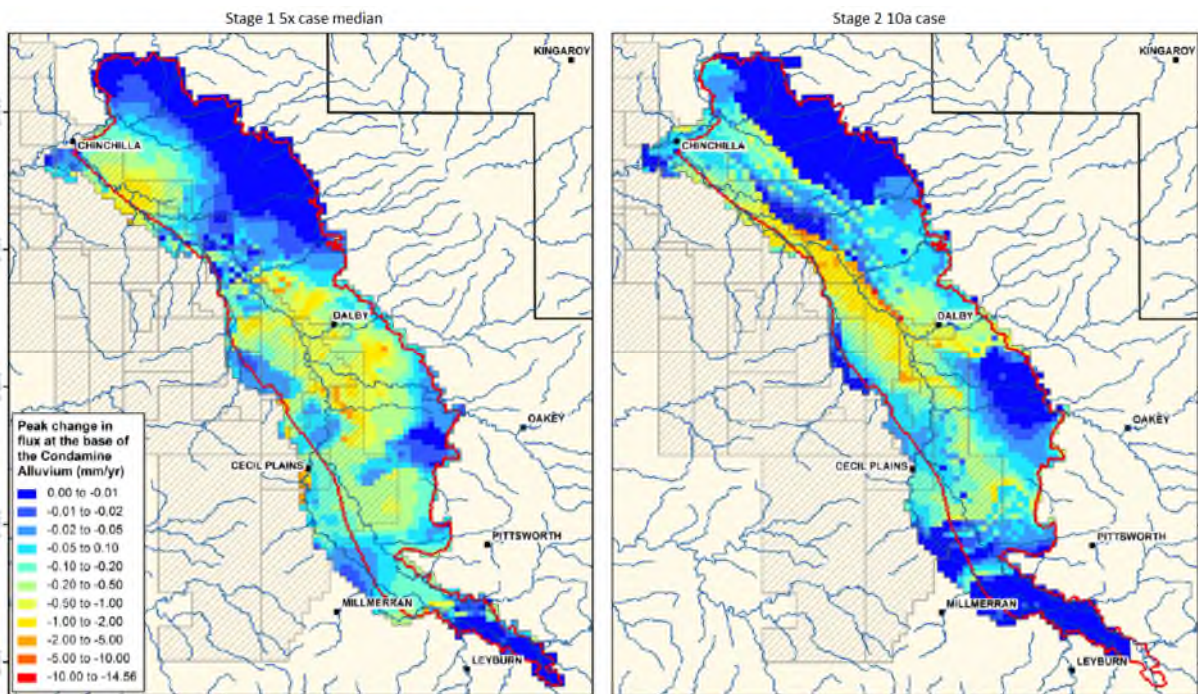 Stage 1 5x case median
Stage 2 10a case
KINGAROY
CHINCHILLA
DALBY
OAKEY
CECIL PLAINS
PITTSWORTH
MILLMERRAN
LEYBURN
Peak change in
flux at the base of
the Condamine
Alluvium (mm/yr)
0.00 to -0.01
-0.01 to -0.02
-0.02 to -0.05
-0.05 to 0.10
-0.10 to -0.20
-0.20 to -0.50
-0.50 to -1.00
-1.00 to -2.00
-2.00 to -5.00
-5.00 to -10.00
-10.00 to -14.56
KINGAROY
CHINCHILLA
DALBY
OAKEY
CECIL PLAINS
PITTSWORTH
MILLMERRAN
LEYBURN